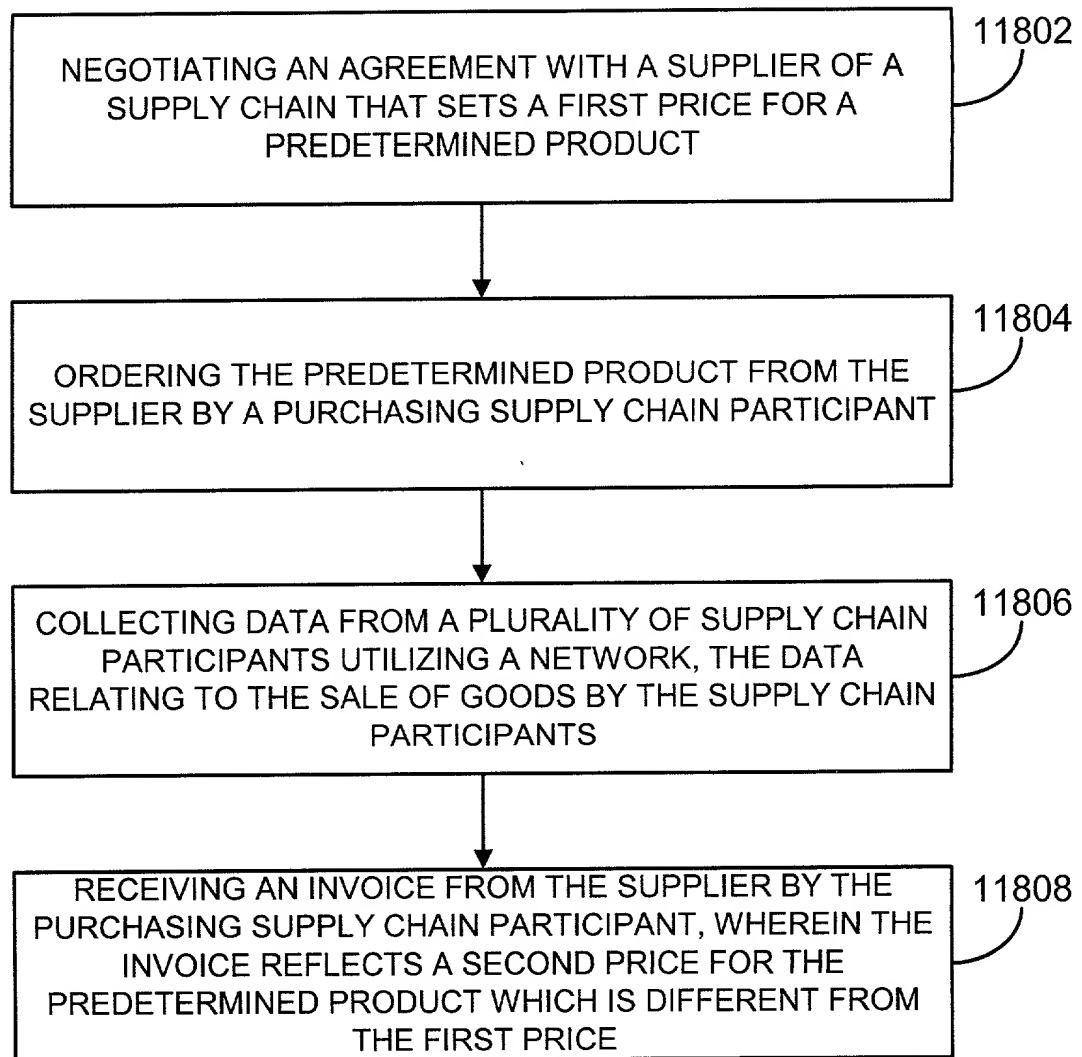 11802
NEGOTIATING AN AGREEMENT WITH A SUPPLIER OF A
SUPPLY CHAIN THAT SETS A FIRST PRICE FOR A
PREDETERMINED PRODUCT
11804
ORDERING THE PREDETERMINED PRODUCT FROM THE
SUPPLIER BY A PURCHASING SUPPLY CHAIN PARTICIPANT
11806
COLLECTING DATA FROM A PLURALITY OF SUPPLY CHAIN
PARTICIPANTS UTILIZING A NETWORK, THE DATA
RELATING TO THE SALE OF GOODS BY THE SUPPLY CHAIN
PARTICIPANTS
11808
RECEIVING AN INVOICE FROM THE SUPPLIER BY THE
PURCHASING SUPPLY CHAIN PARTICIPANT, WHEREIN THE
INVOICE REFLECTS A SECOND PRICE FOR THE
PREDETERMINED PRODUCT WHICH IS DIFFERENT FROM
THE FIRST PRICE